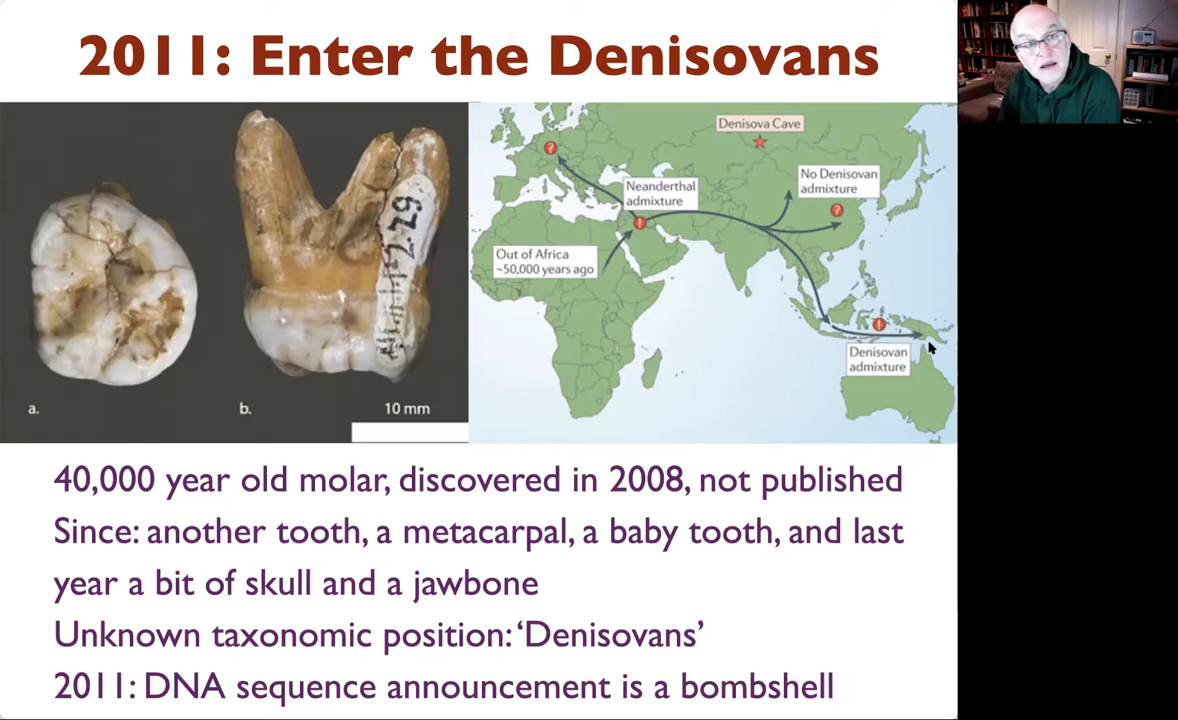 2011: Enter the Denisovans
a.
b.
10 mm
Denisova Cave
No Denisovan
admixture
?
?
Neanderthal
admixture
!
Out of Africa
~50,000 years ago
!
Denisovan
admixture
40,000 year old molar, discovered in 2008, not published
Since: another tooth, a metacarpal, a baby tooth, and last
year a bit of skull and a jawbone
Unknown taxonomic position: ‘Denisovans’
2011: DNA sequence announcement is a bombshell